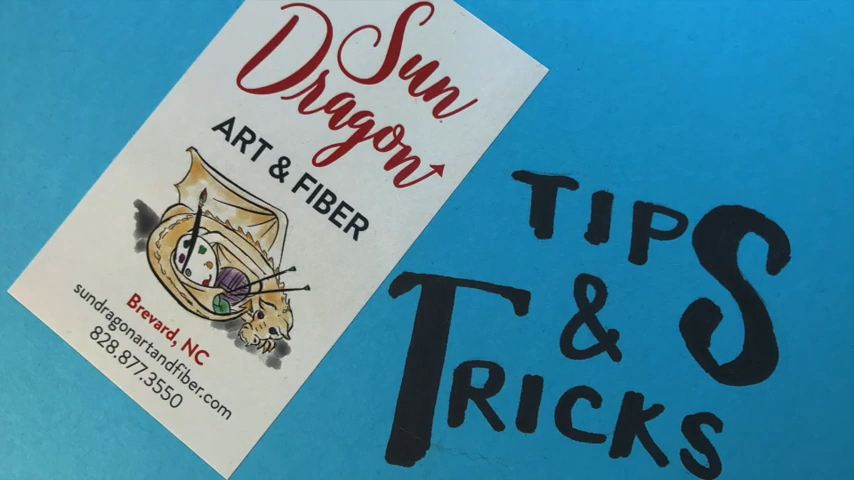 Sun
Dragon
ART & FIBER
Brevard, NC
sundragonartandfiber.com
828.877.3550
TIPS
&
TRICKS